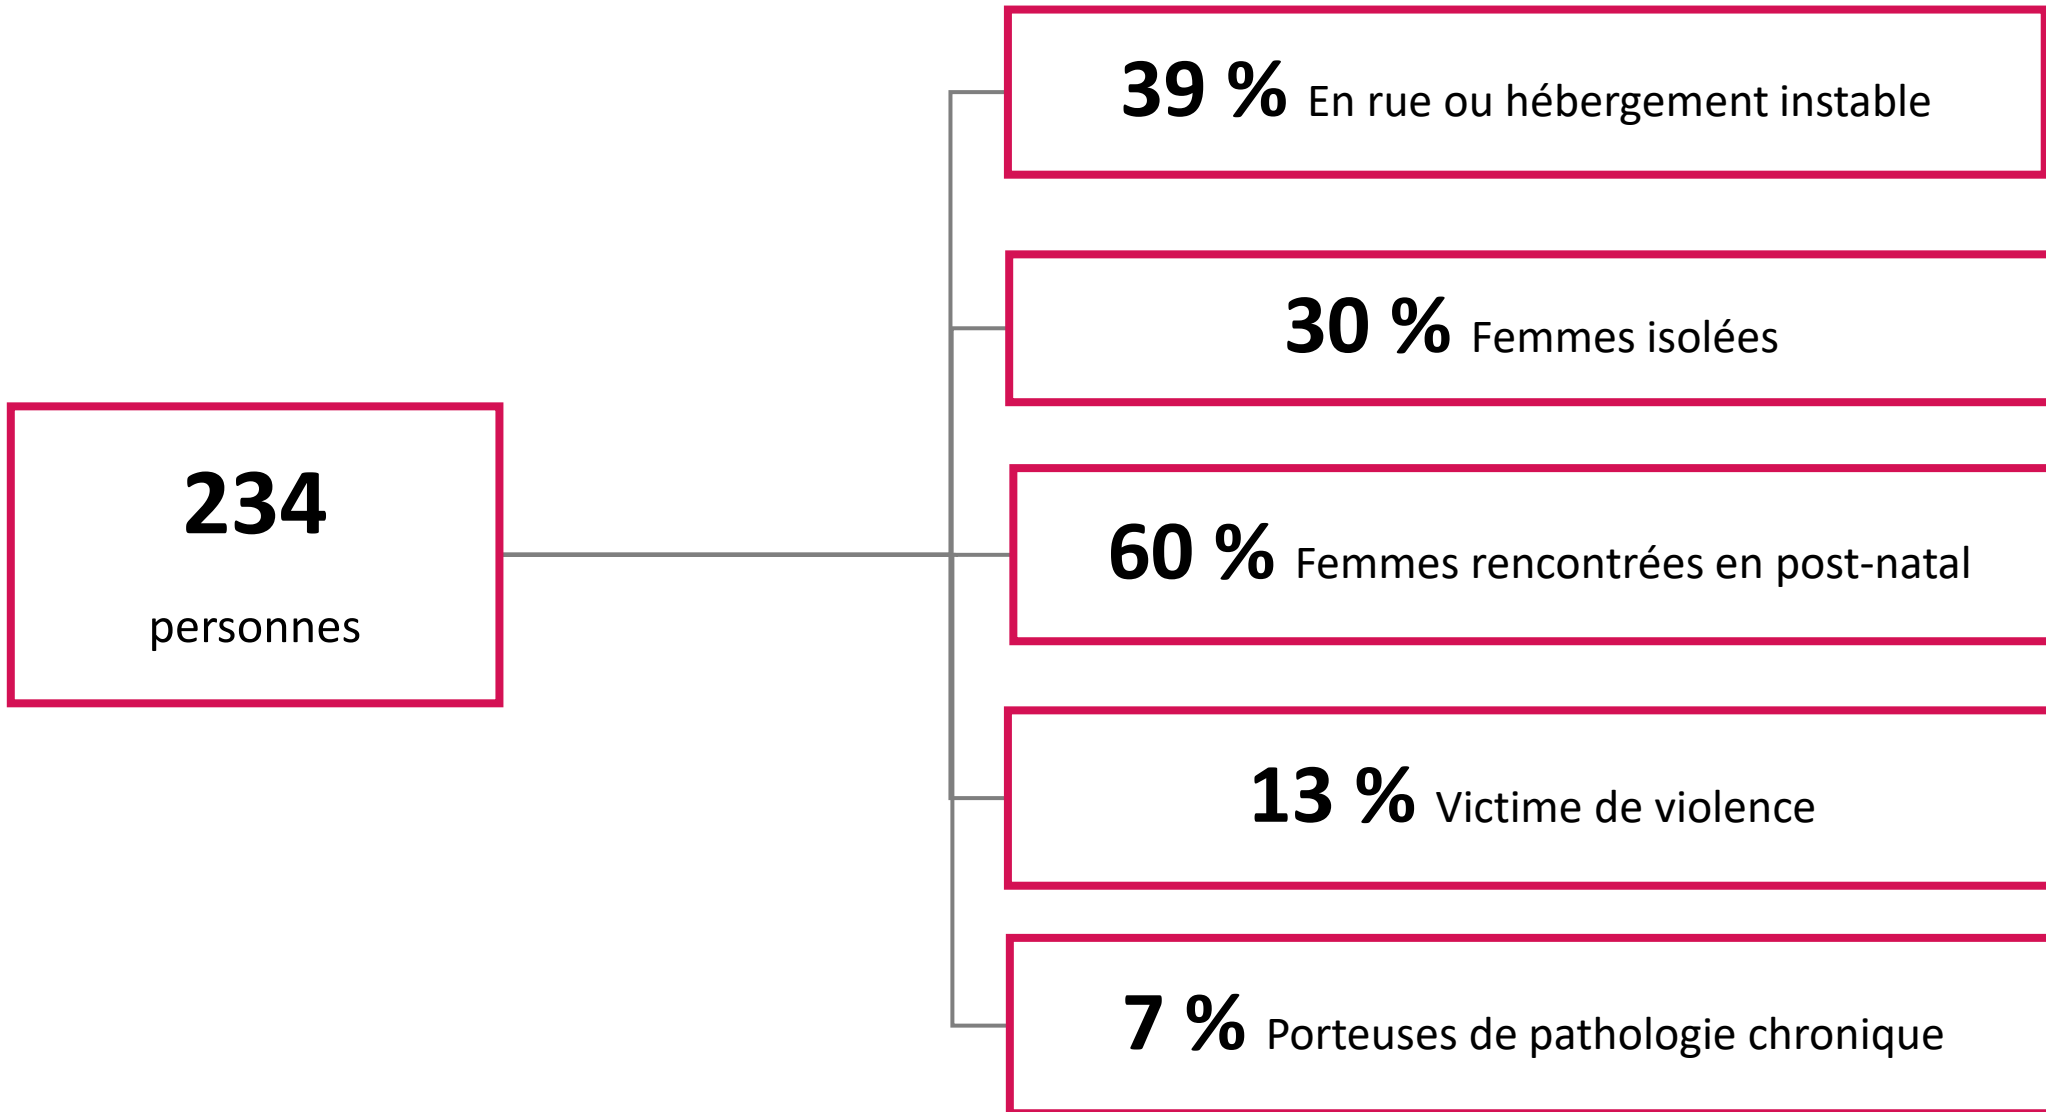 39 % En rue ou hébergement instable
30 % Femmes isolées
234
personnes
60 % Femmes rencontrées en post-natal
13 % Victime de violence
7 % Porteuses de pathologie chronique